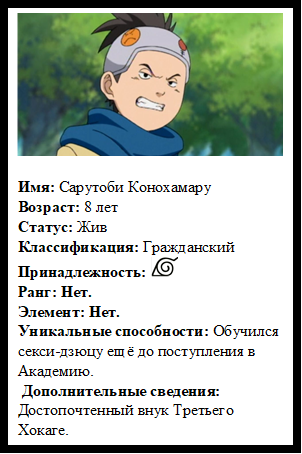 Имя: Сарутоби Конохамару
Возраст: 8 лет
Статус: Жив
Классификация: Гражданский
Принадлежность:
Ранг: Нет.
Элемент: Нет.
Уникальные способности: Обучился
секси-дзюцу ещё до поступления в
Академию.
Дополнительные сведения:
Достопочтенный внук Третьего
Хокаге.